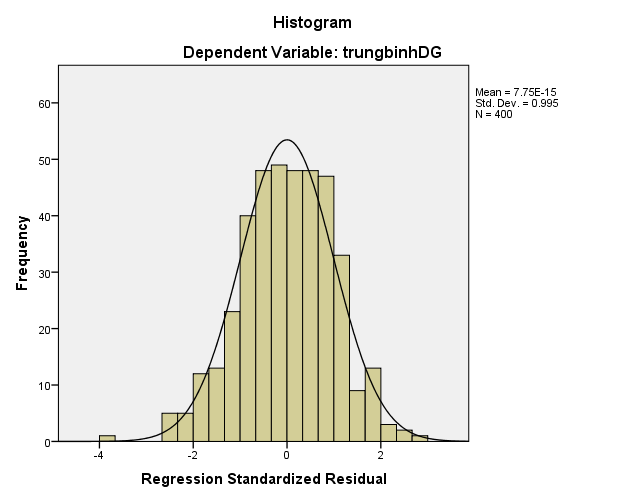 Histogram
Dependent Variable: trungbinhDG
Mean = 7.75E-15
Std. Dev. = 0.995
N = 400
Frequency
60
50
40
30
20
10
0
-4
-2
0
2
Regression Standardized Residual